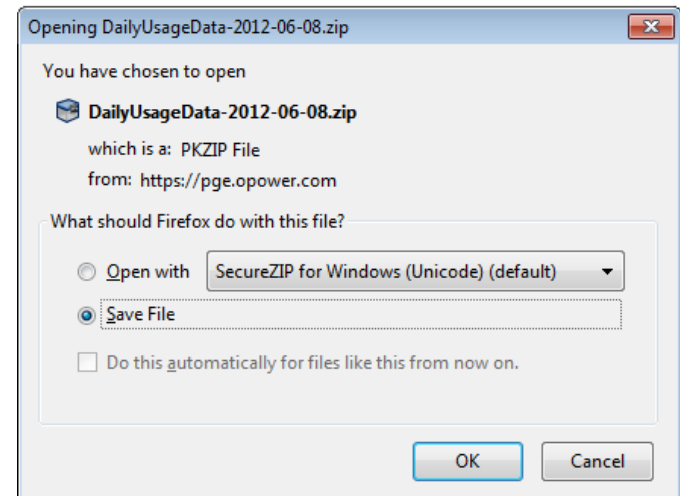 Opening DailyUsageData-2012-06-08.zip
You have chosen to open
DailyUsageData-2012-06-08.zip
which is a: PKZIP File
from: https://pge.opower.com
What should Firefox do with this file?
Open with SecureZIP for Windows (Unicode) (default)
Save File
Do this automatically for files like this from now on.
OK Cancel